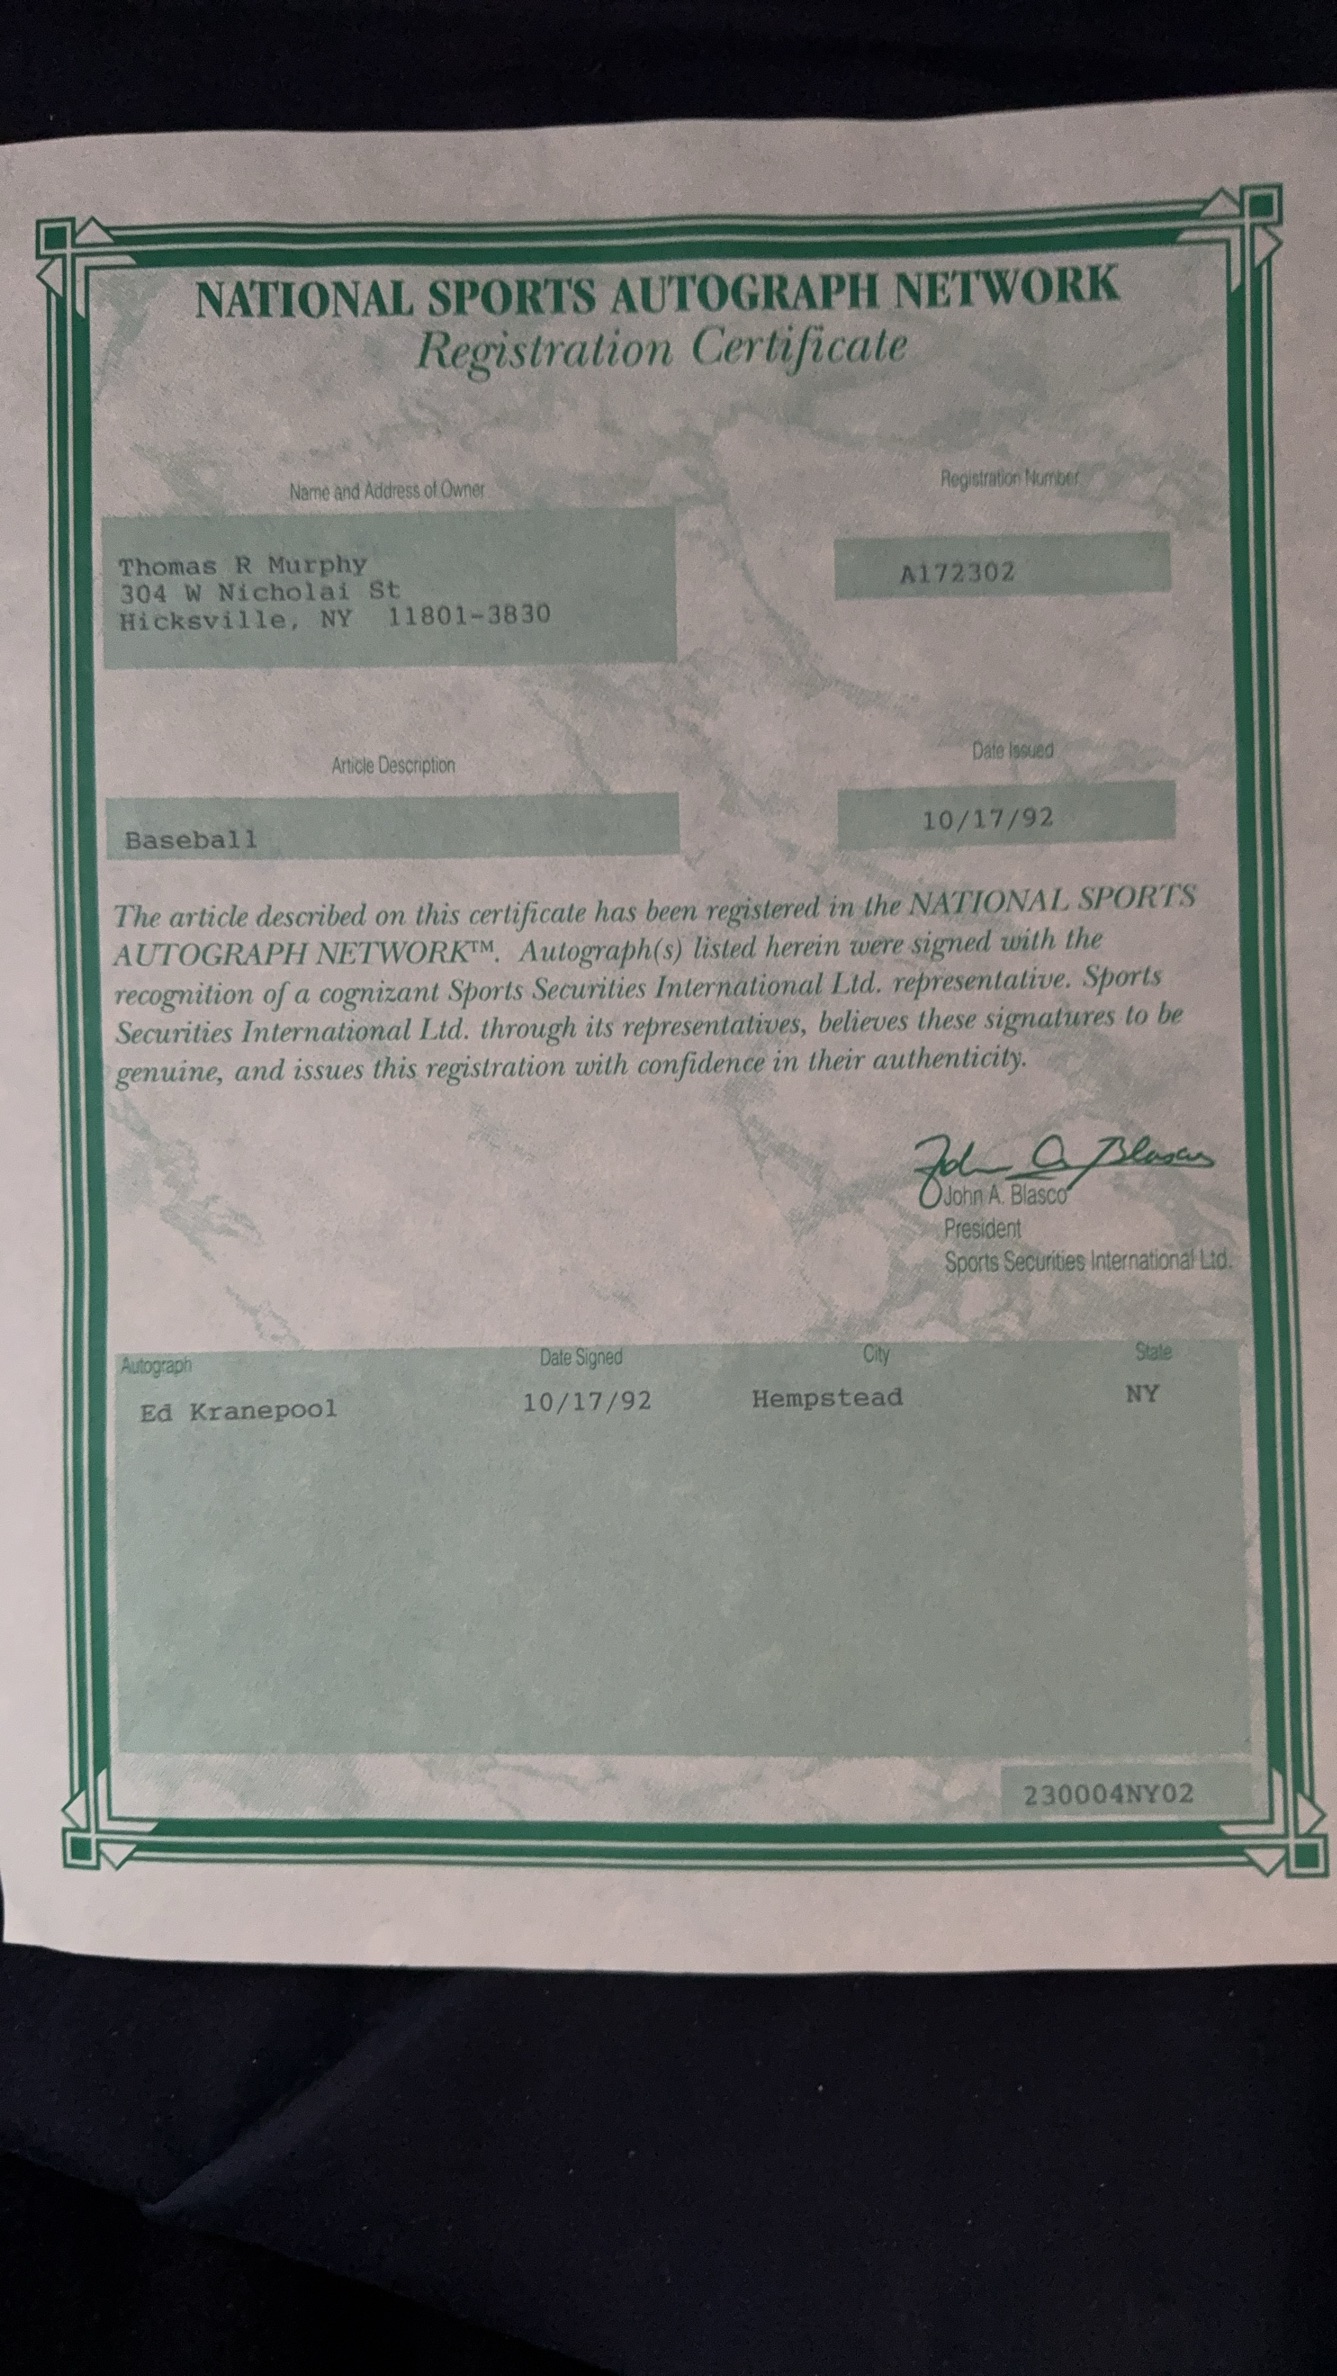 NATIONAL SPORTS AUTOGRAPH NETWORK
Registration Certificate
Name and Address of Owner
Registration Number
Thomas R Murphy
304 W Nicholai St
Hicksville, NY 11801-3830
A172302
Article Description
Date Issued
Baseball
10/17/92
The article described on this certificate has been registered in the NATIONAL SPORTS
AUTOGRAPH NETWORK™. Autograph(s) listed herein were signed with the
recognition of a cognizant Sports Securities International Ltd. representative. Sports
Securities International Ltd. through its representatives, believes these signatures to be
genuine, and issues this registration with confidence in their authenticity.
John A Blasco
John A. Blasco
President
Sports Securities International Ltd.
Autograph Date Signed City State
Ed Kranepool 10/17/92 Hempstead NY
230004NY02